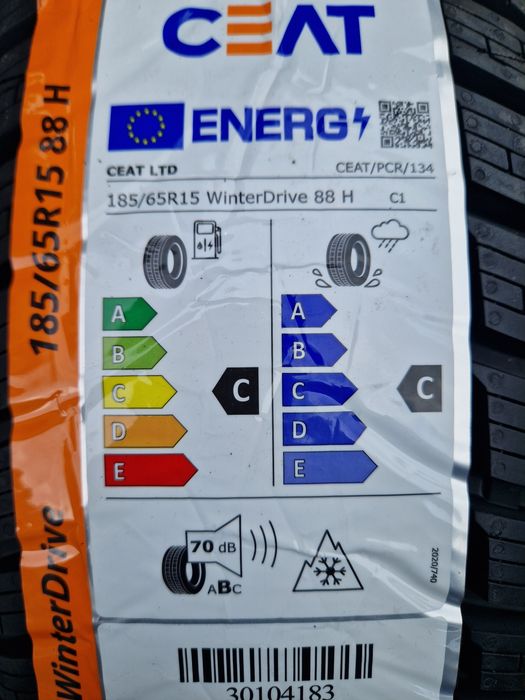 CEAT
ENERG
CEAT LTD
CEAT/PCR/134
185/65R15 WinterDrive 88 H
C1
A
B
C
D
E
C
A
B
C
D
E
C
70 dB
ABC
2020/740
30104183
185/65R15 88 H
WinterDrive